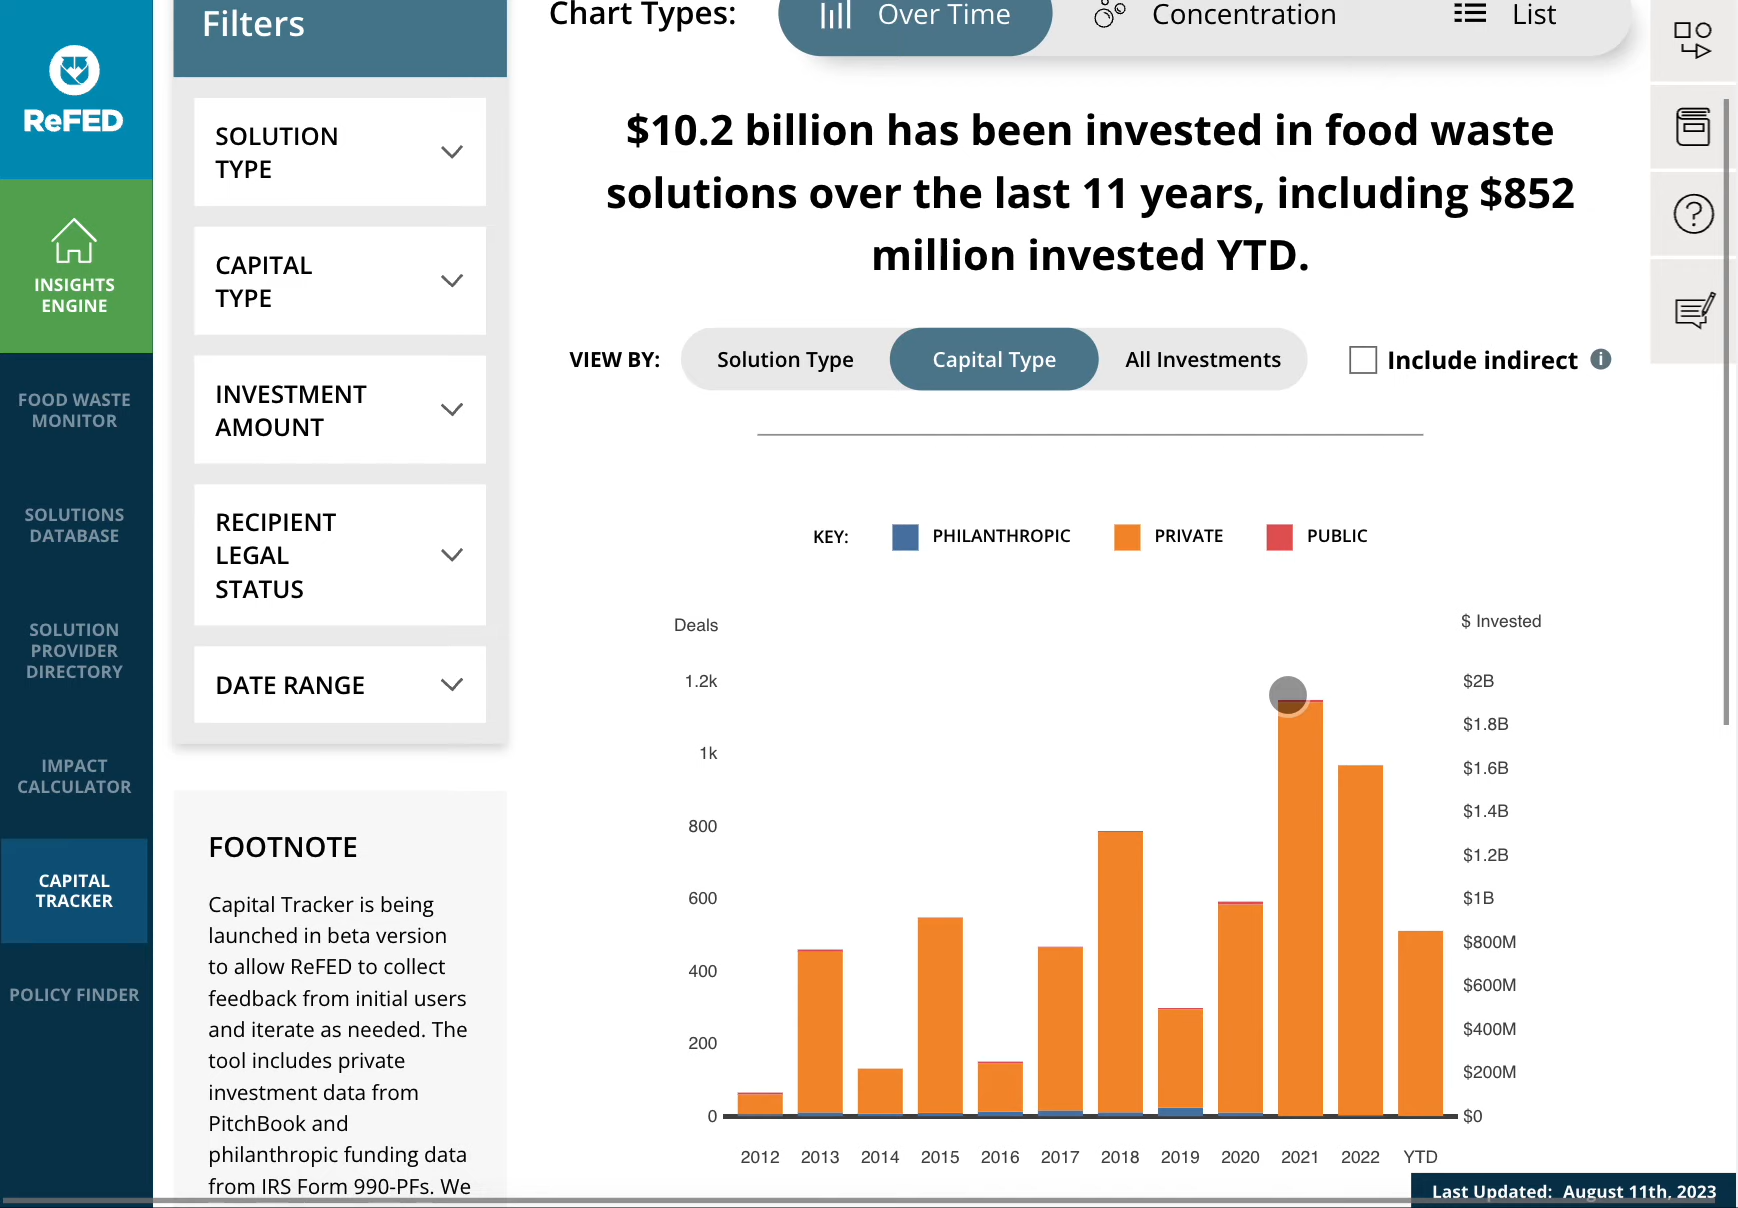 ReFED
INSIGHTS
ENGINE
FOOD WASTE
MONITOR
SOLUTIONS
DATABASE
SOLUTION
PROVIDER
DIRECTORY
IMPACT
CALCULATOR
CAPITAL
TRACKER
POLICY FINDER
Filters
SOLUTION
TYPE
CAPITAL
TYPE
INVESTMENT
AMOUNT
RECIPIENT
LEGAL
STATUS
DATE RANGE
FOOTNOTE
Capital Tracker is being
launched in beta version
to allow ReFED to collect
feedback from initial users
and iterate as needed. The
tool includes private
investment data from
PitchBook and
philanthropic funding data
from IRS Form 990-PFs. We
Chart Types: Over Time Concentration List
$10.2 billion has been invested in food waste
solutions over the last 11 years, including $852
million invested YTD.
VIEW BY: Solution Type Capital Type All Investments Include indirect i
KEY: PHILANTHROPIC PRIVATE PUBLIC
Deals
1.2k
1k
800
600
400
200
0
$ Invested
$2B
$1.8B
$1.6B
$1.4B
$1.2B
$1B
$800M
$600M
$400M
$200M
$0
2012 2013 2014 2015 2016 2017 2018 2019 2020 2021 2022 YTD
?
Last Updated: August 11th, 2023